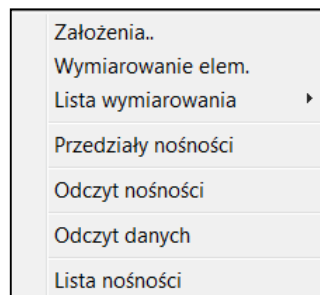 Założenia..
Wymiarowanie elem.
Lista wymiarowania
Przedziały nośności
Odczyt nośności
Odczyt danych
Lista nośności